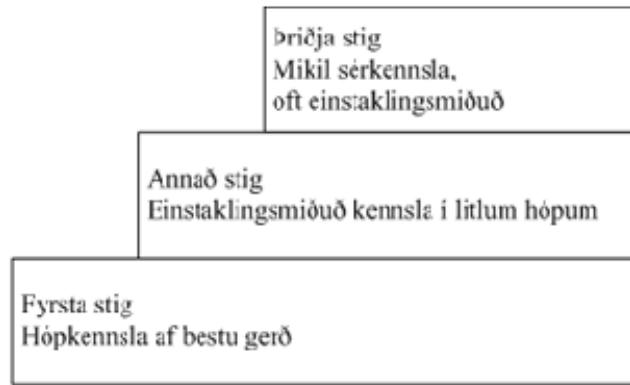 Þriðja stig
Mikil sérkennsla,
oft einstaklingsmiðuð
Annað stig
Einstaklingsmiðuð kennsla í litlum hópum
Fyrsta stig
Hópkennsla af bestu gerð